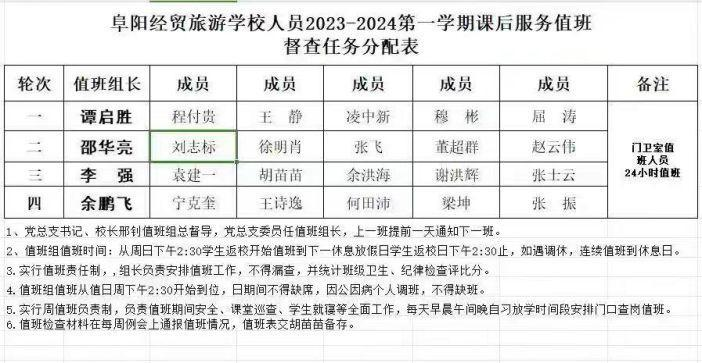 阜阳经贸旅游学校人员2023-2024第一学期课后服务值班
督查任务分配表
轮次 值班组长 成员 成员 成员 成员 成员 备注
一 谭启胜 程付贵 王 静 凌中新 穆 彬 屈 涛
二 邵华亮 刘志标 徐明肖 张飞 董超群 赵云伟
三 李 强 袁建一 胡苗苗 余洪海 谢洪辉 张士云
四 余鹏飞 宁克奎 王诗逸 何田沛 梁坤 张 振
门卫室值
班人员
24小时值班
1、党总支书记、校长邢钊值班组总督导，党总支委员任值班组长，上一班提前一天通知下一班。
2、值班组值班时间：从周日下午2:30学生返校开始值班到下一休息放假日学生返校日下午2:30止，如遇调休，连续值班到休息日。
3.实行值班责任制，,组长负责安排值班工作，不得漏查，并统计班级卫生、纪律检查评比分。
4.值班组值班从值日周下午2:30开始到位，日期间不得缺席，因公因病个人调班，不得缺班。
5.实行周值班负责制，负责值班期间安全、课堂巡查、学生就寝等全面工作，每天早晨午间晚自习放学时间段安排门口查岗值班。
6.值班检查材料在每周例会上通报值班情况，值班表交胡苗苗备存。